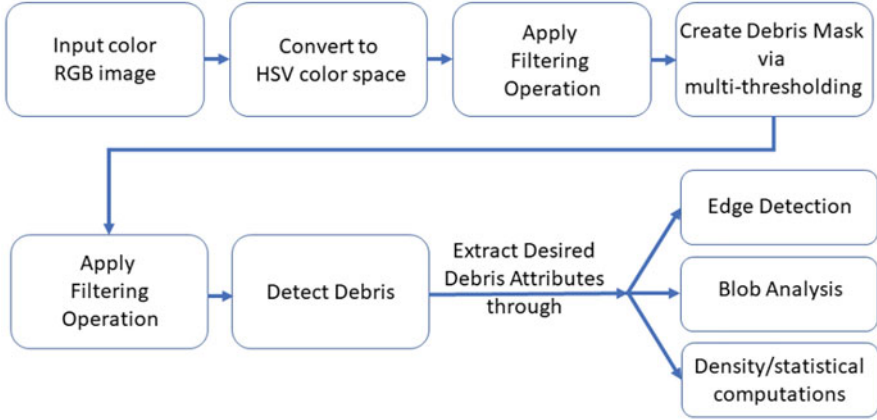 Input color
RGB image
Convert to
HSV color space
Apply
Filtering
Operation
Create Debris Mask
via
multi-thresholding
Apply
Filtering
Operation
Detect Debris
Extract Desired
Debris Attributes
through
Edge Detection
Blob Analysis
Density/statistical
computations